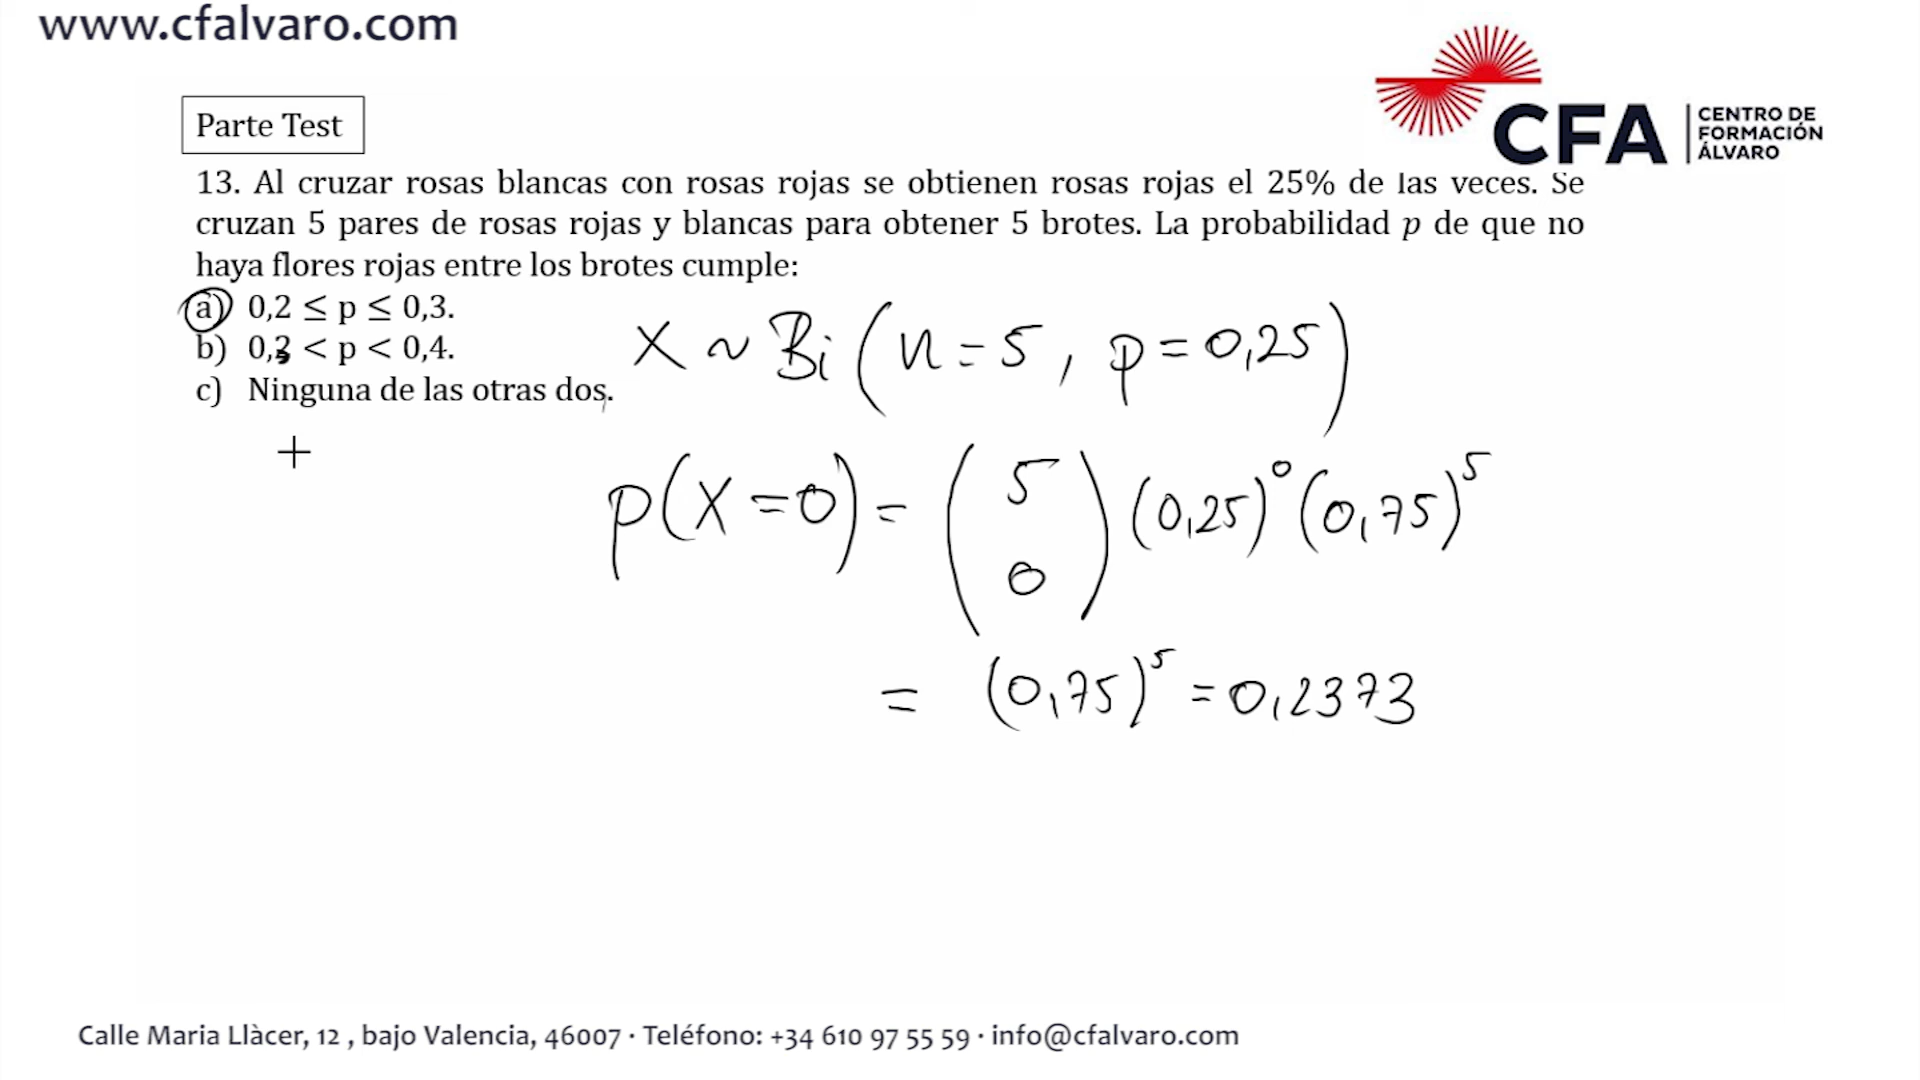 www.cfalvaro.com
CFA CENTRO DE FORMACIÓN ÁLVARO
Parte Test
13. Al cruzar rosas blancas con rosas rojas se obtienen rosas rojas el 25% de las veces. Se
cruzan 5 pares de rosas rojas y blancas para obtener 5 brotes. La probabilidad p de que no
haya flores rojas entre los brotes cumple:
a) 0,2 ≤ p ≤ 0,3.
b) 0,3 < p < 0,4.
c) Ninguna de las otras dos.
X ~ Bi (n=5, p=0,25)
p(X=0) = (5 0) (0,25)^0 (0,75)^5
= (0,75)^5 = 0,2373
Calle Maria Llàcer, 12 , bajo Valencia, 46007 · Teléfono: +34 610 97 55 59 · info@cfalvaro.com